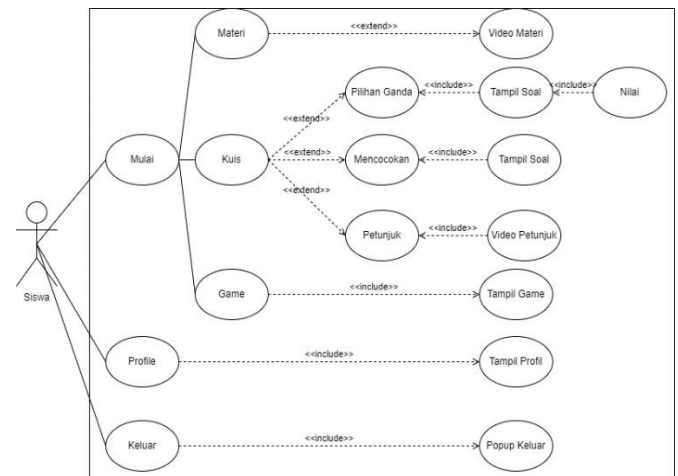 Materi
<<extend>>
Video Materi
Pilihan Ganda
<<include>>
Tampil Soal
<<include>>
Nilai
<<extend>>
Mulai
Kuis
<<extend>>
Mencocokan
<<include>>
Tampil Soal
<<extend>>
Petunjuk
<<include>>
Video Petunjuk
Siswa
Game
<<include>>
Tampil Game
Profile
<<include>>
Tampil Profil
Keluar
<<include>>
Popup Keluar